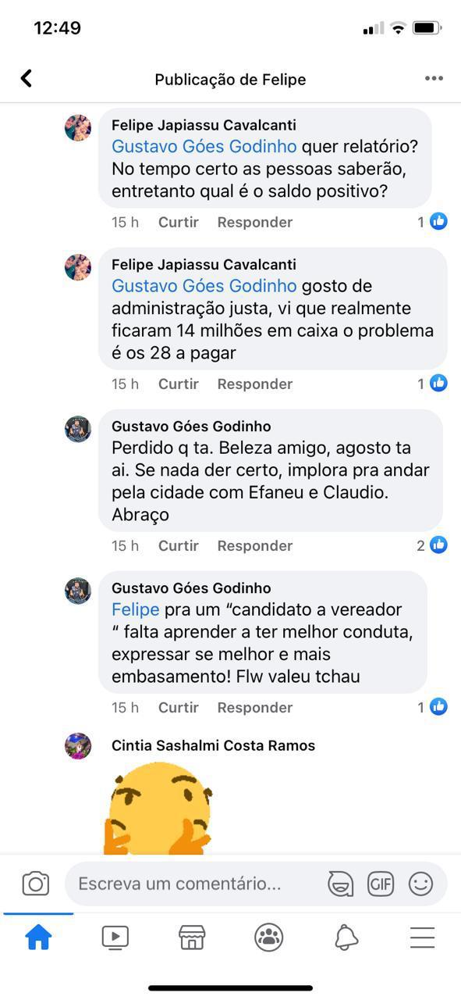 12:49
Publicação de Felipe
Felipe Japiassu Cavalcanti
Gustavo Góes Godinho quer relatório?
No tempo certo as pessoas saberão,
entretanto qual é o saldo positivo?
15 h Curtir Responder 1
Felipe Japiassu Cavalcanti
Gustavo Góes Godinho gosto de
administração justa, vi que realmente
ficaram 14 milhões em caixa o problema
é os 28 a pagar
15 h Curtir Responder 1
Gustavo Góes Godinho
Perdido q ta. Beleza amigo, agosto ta
ai. Se nada der certo, implora pra andar
pela cidade com Efaneu e Claudio.
Abraço
15 h Curtir Responder 2
Gustavo Góes Godinho
Felipe pra um “candidato a vereador
“ falta aprender a ter melhor conduta,
expressar se melhor e mais
embasamento! Flw valeu tchau
15 h Curtir Responder 1
Cintia Sashalmi Costa Ramos
Escreva um comentário...
GIF